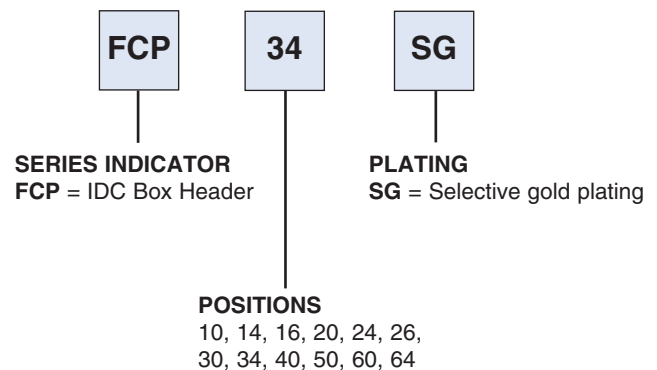 FCP 34 SG
SERIES INDICATOR
FCP = IDC Box Header
PLATING
SG = Selective gold plating
POSITIONS
10, 14, 16, 20, 24, 26,
30, 34, 40, 50, 60, 64